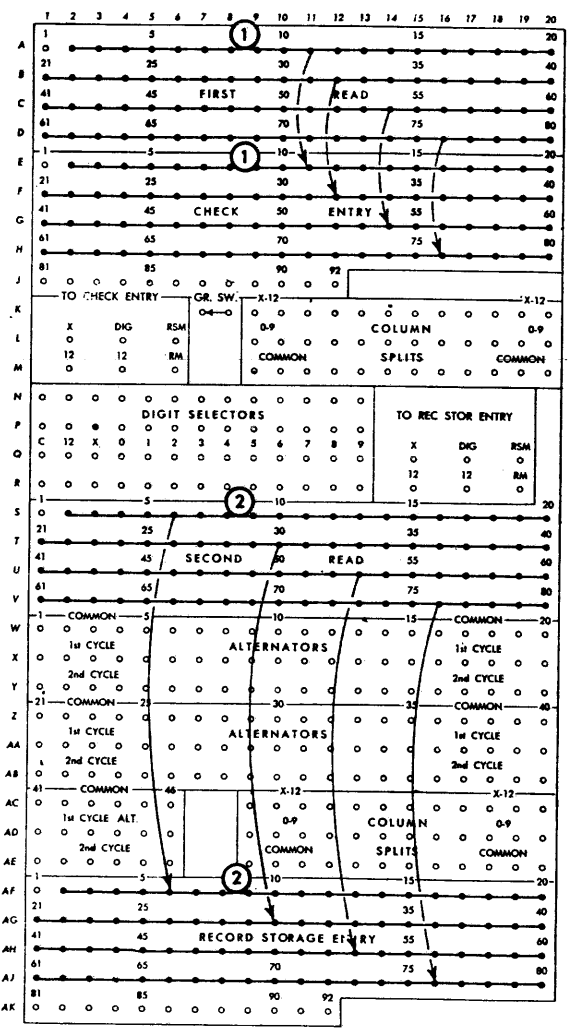 1 2 3 4 5 6 7 8 9 10 11 12 13 14 15 16 17 18 19 20
1 5 1 10 15 20
A
21 25 30 35 40
B
41 45 FIRST 50 READ 55 60
C
61 65 70 75 80
D
1 5 1 10 15 20
E
21 25 30 35 40
F
41 45 CHECK 50 ENTRY 55 60
G
61 65 70 75 80
H
81 85 90 92
J
TO CHECK ENTRY GR. SW. X-12 X-12
K
X DIG RSM 0-9 COLUMN 0-9
L
12 12 RM COMMON SPLITS COMMON
M
N
DIGIT SELECTORS TO REC STOR ENTRY
P
C 12 X 0 1 2 3 4 5 6 7 8 9 X DIG RSM
Q
12 12 RM
R
1 5 2 10 15 20
S
21 25 30 35 40
T
41 45 SECOND 50 READ 55 60
U
61 65 70 75 80
V
1 COMMON 5 10 15 COMMON 20
W
1st CYCLE ALTERNATORS 1st CYCLE
X
2nd CYCLE 2nd CYCLE
Y
21 COMMON 25 30 35 COMMON 40
Z
1st CYCLE ALTERNATORS 1st CYCLE
AA
2nd CYCLE 2nd CYCLE
AB
41 COMMON 46 X-12 X-12
AC
1st CYCLE ALT. 0-9 COLUMN 0-9
AD
2nd CYCLE COMMON SPLITS COMMON
AE
1 5 2 10 15 20
AF
21 25 30 35 40
AG
41 45 RECORD STORAGE ENTRY 55 60
AH
61 65 70 75 80
AJ
81 85 90 92
AK